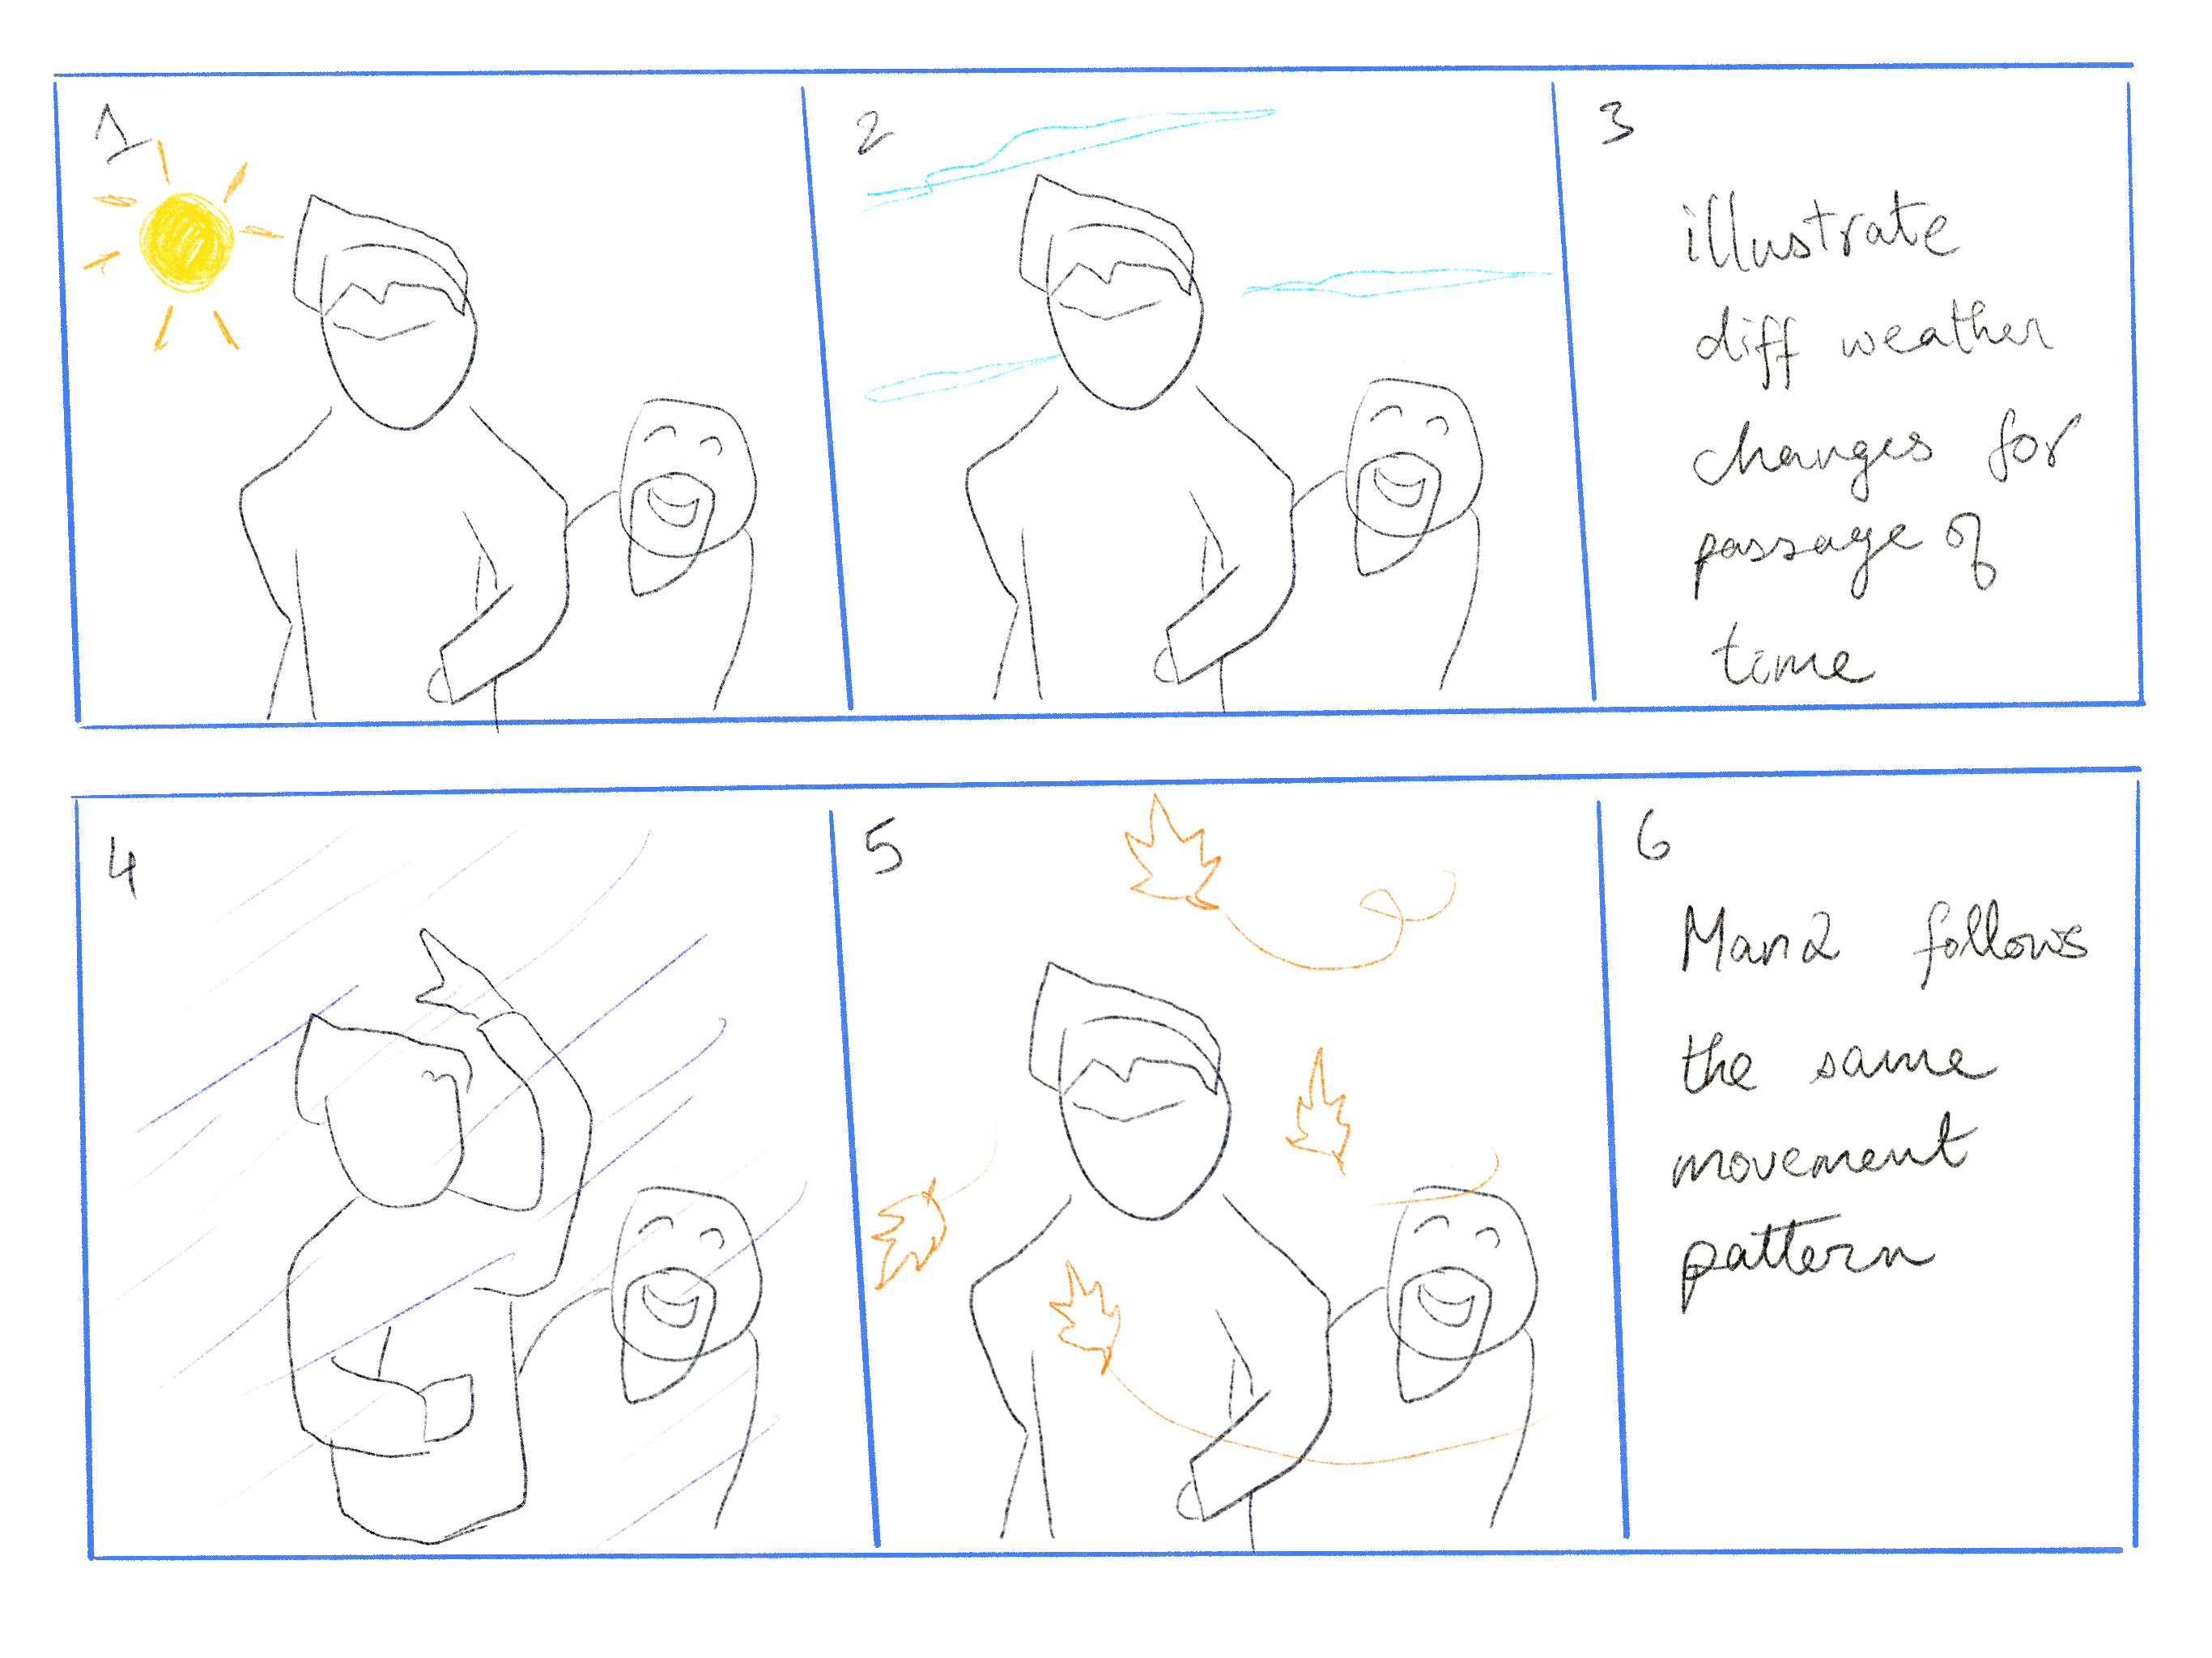 1
2
3
illustrate
diff weather
changes for
passage of
time
4
5
6
Man2 follows
the same
movement
pattern